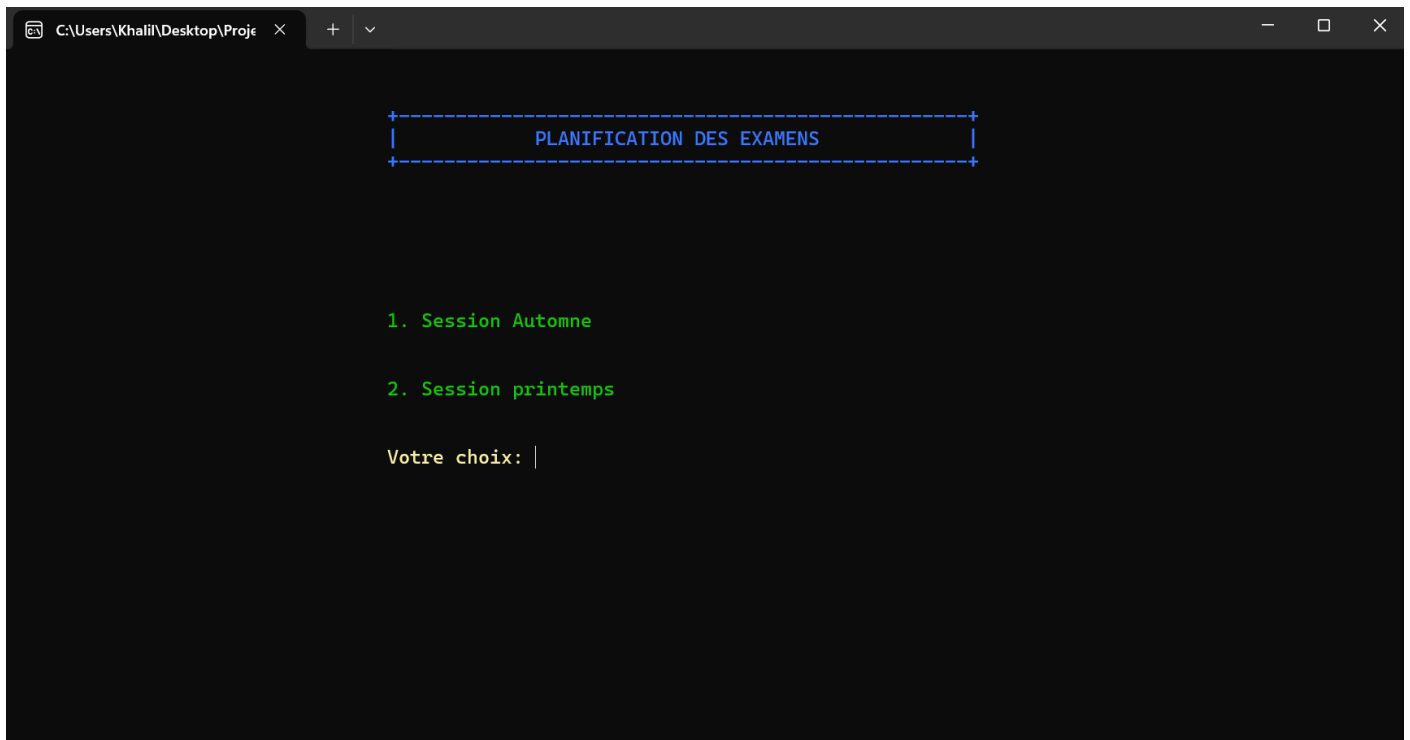 C:\Users\Khalil\Desktop\Proje
+--------------------------------------------------+
| PLANIFICATION DES EXAMENS |
+--------------------------------------------------+
1. Session Automne
2. Session printemps
Votre choix: